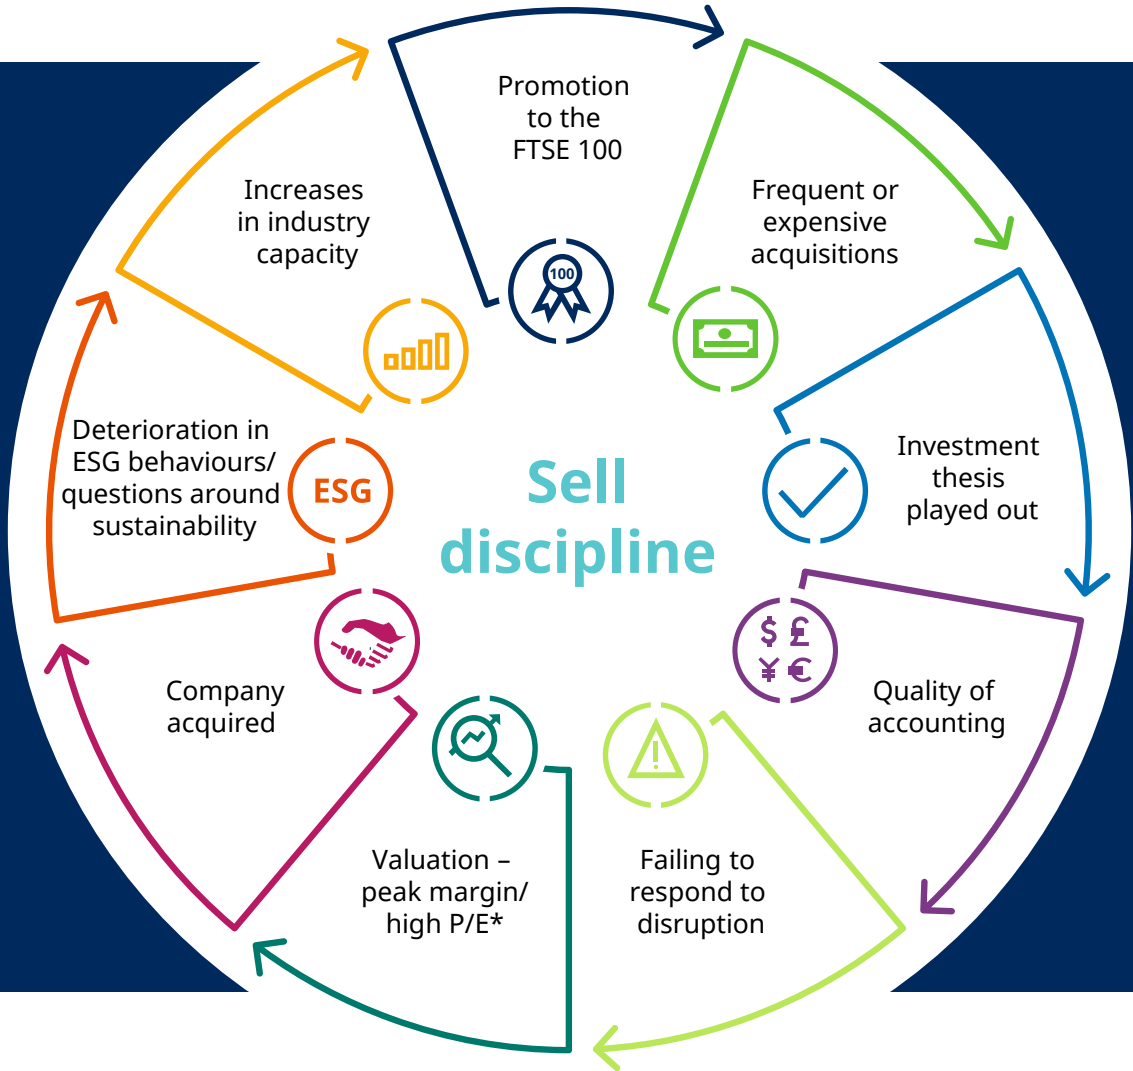 Promotion
to the
FTSE 100
100
Frequent or
expensive
acquisitions
Investment
thesis
played out
$ £
¥ €
Quality of
accounting
!
Failing to
respond to
disruption
Valuation –
peak margin/
high P/E*
Company
acquired
Deterioration in
ESG behaviours/
questions around
sustainability
ESG
Increases
in industry
capacity
Sell
discipline